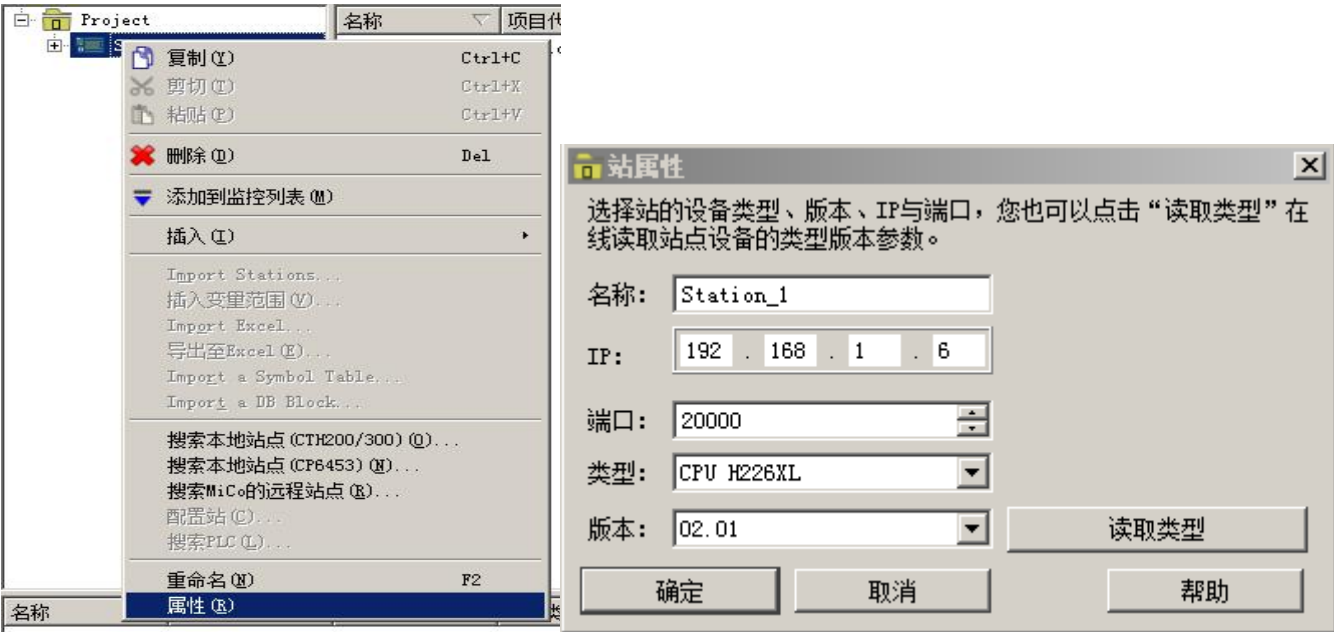 Project
名称
项目代
S
复制(Y) Ctrl+C
剪切(T) Ctrl+X
粘贴(P) Ctrl+V
删除(D) Del
添加到监控列表(M)
插入(I)
Import Stations...
插入变里范围(V)...
Import Excel...
导出至Excel(E)...
Import a Symbol Table...
Import a DB Block...
搜索本地站点(CTH200/300)(O)...
搜索本地站点(CP6453)(N)...
搜索MiCo的远程站点(R)...
配置站(C)...
搜索PLC(L)...
重命名(N) F2
属性(R)
名称
站属性
选择站的设备类型、版本、IP与端口,您也可以点击“读取类型”在
线读取站点设备的类型版本参数。
名称: Station_1
IP: 192 . 168 . 1 . 6
端口: 20000
类型: CPU H226XL
版本: 02.01
读取类型
确定
取消
帮助